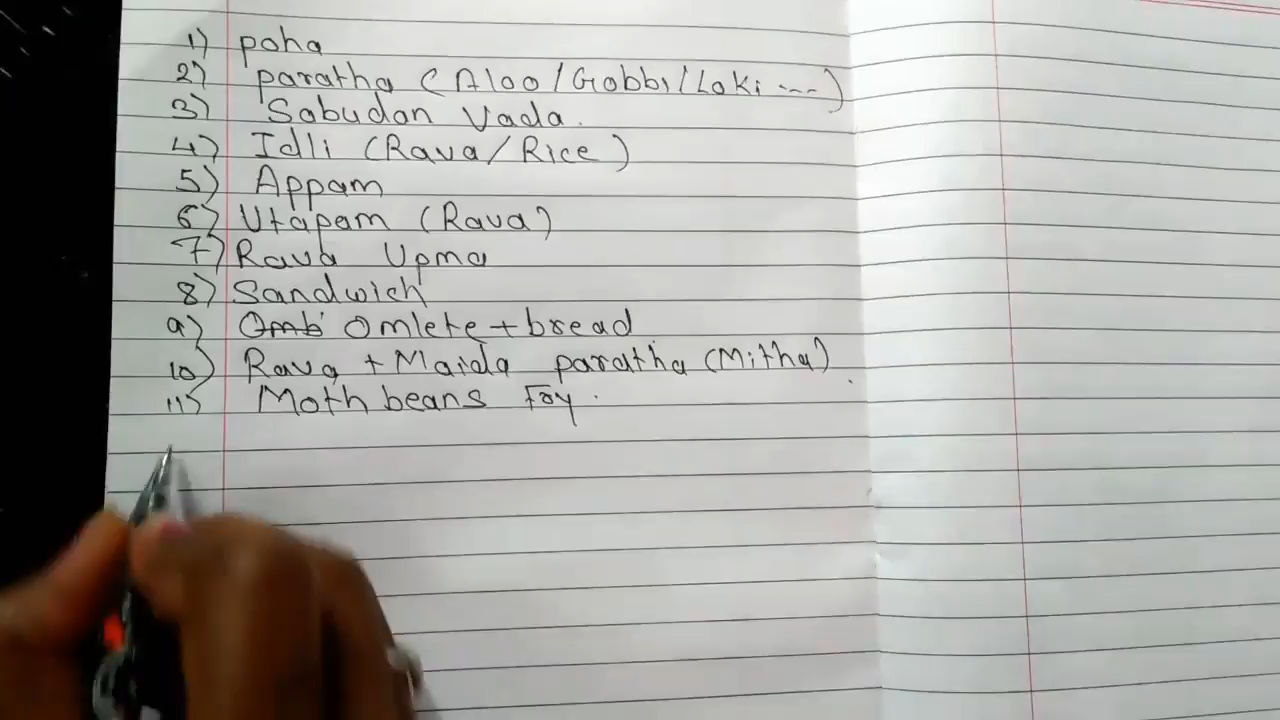 1) poha
2) paratha (Aloo/Gobbi/Loki ---)
3) Sabudan Vada.
4) Idli (Rava/Rice)
5) Appam
6) Utapam (Rava)
7) Rava Upma
8) Sandwich
9) Omlete + bread
10) Rava + Maida paratha (Mitha)
11) Moth beans Fry.